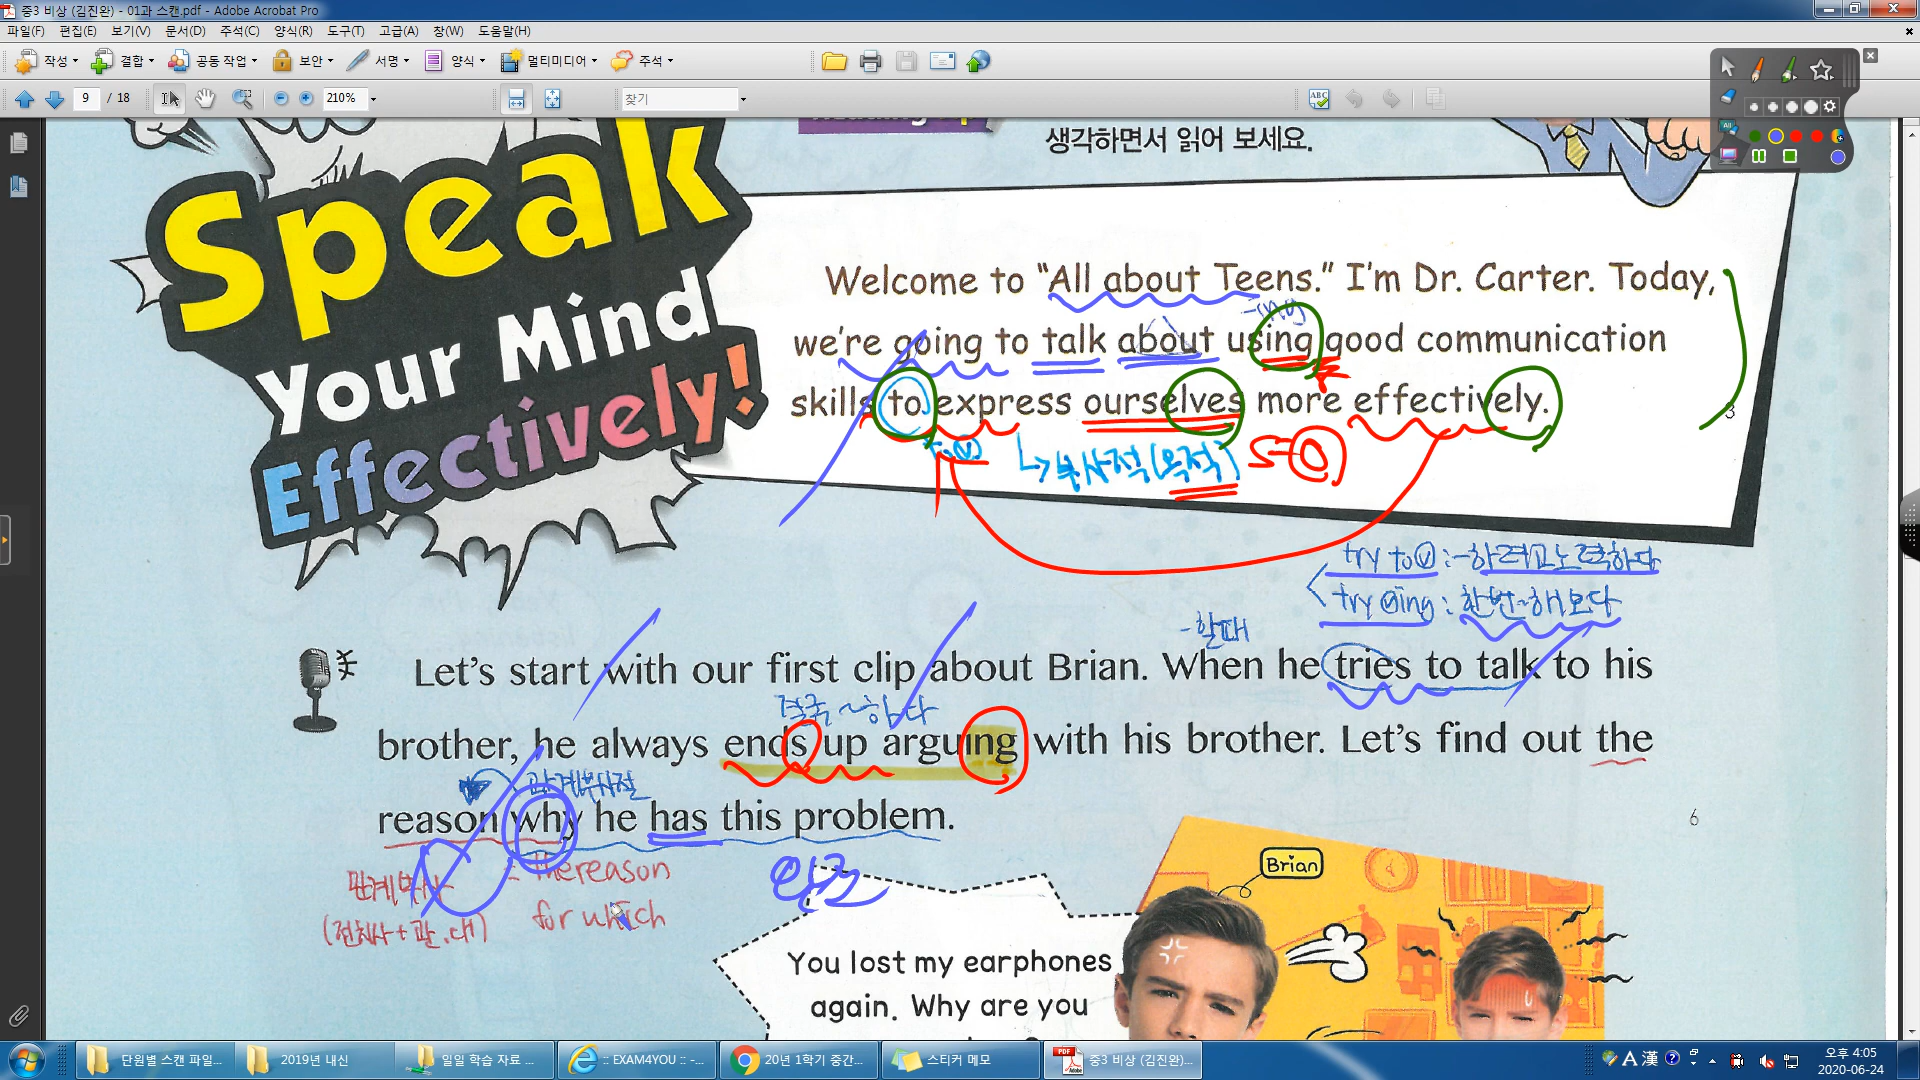 중3 비상 (김진완) - 01과 스캔.pdf - Adobe Acrobat Pro
파일(F) 편집(E) 보기(V) 문서(D) 주석(C) 양식(R) 도구(T) 고급(A) 창(W) 도움말(H)
작성 결합 공동 작업 보안 서명 양식 멀티미디어 주석
9 / 18 210% 찾기
생각하면서 읽어 보세요.
Speak
Your Mind
Effectively!
Welcome to “All about Teens.” I’m Dr. Carter. Today,
-ing
we’re going to talk about using good communication
skills to express ourselves more effectively.
3
부사적(목적)
try to v : ~하려고 노력하다
try ving : 한번 ~해보다
~할때
Let’s start with our first clip about Brian. When he tries to talk to his
결국 ~하다
brother, he always ends up arguing with his brother. Let’s find out the
관계부사절
reason why he has this problem.
6
관계부사 = the reason
(전치사 + 관.대) for which
Brian
You lost my earphones
again. Why are you
단원별 스캔 파일... 2019년 내신 일일 학습 자료 ... :: EXAM4YOU :: -... 20년 1학기 중간... 스티커 메모 중3 비상 (김진완)... A 漢
오후 4:05
2020-06-24